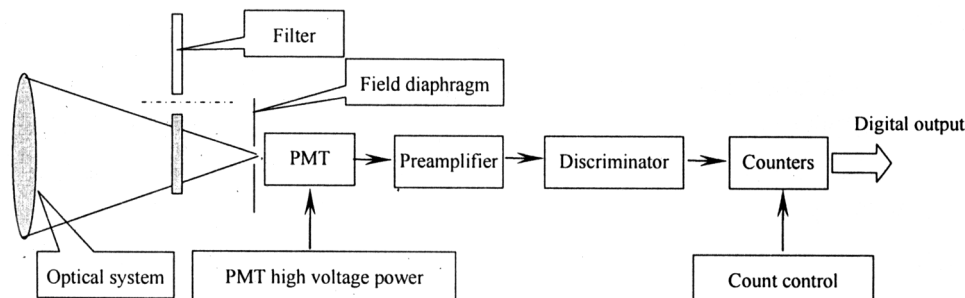 Filter
Field diaphragm
Digital output
PMT
Preamplifier
Discriminator
Counters
Optical system
PMT high voltage power
Count control